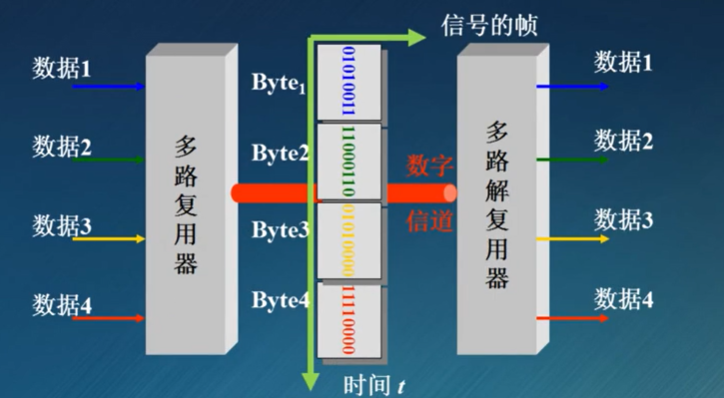 信号的帧
数据1
数据2
数据3
数据4
多路复用器
Byte1
01010011
Byte2
11000110
Byte3
01010000
Byte4
11110000
数字
信道
时间 t
多路解复用器
数据1
数据2
数据3
数据4